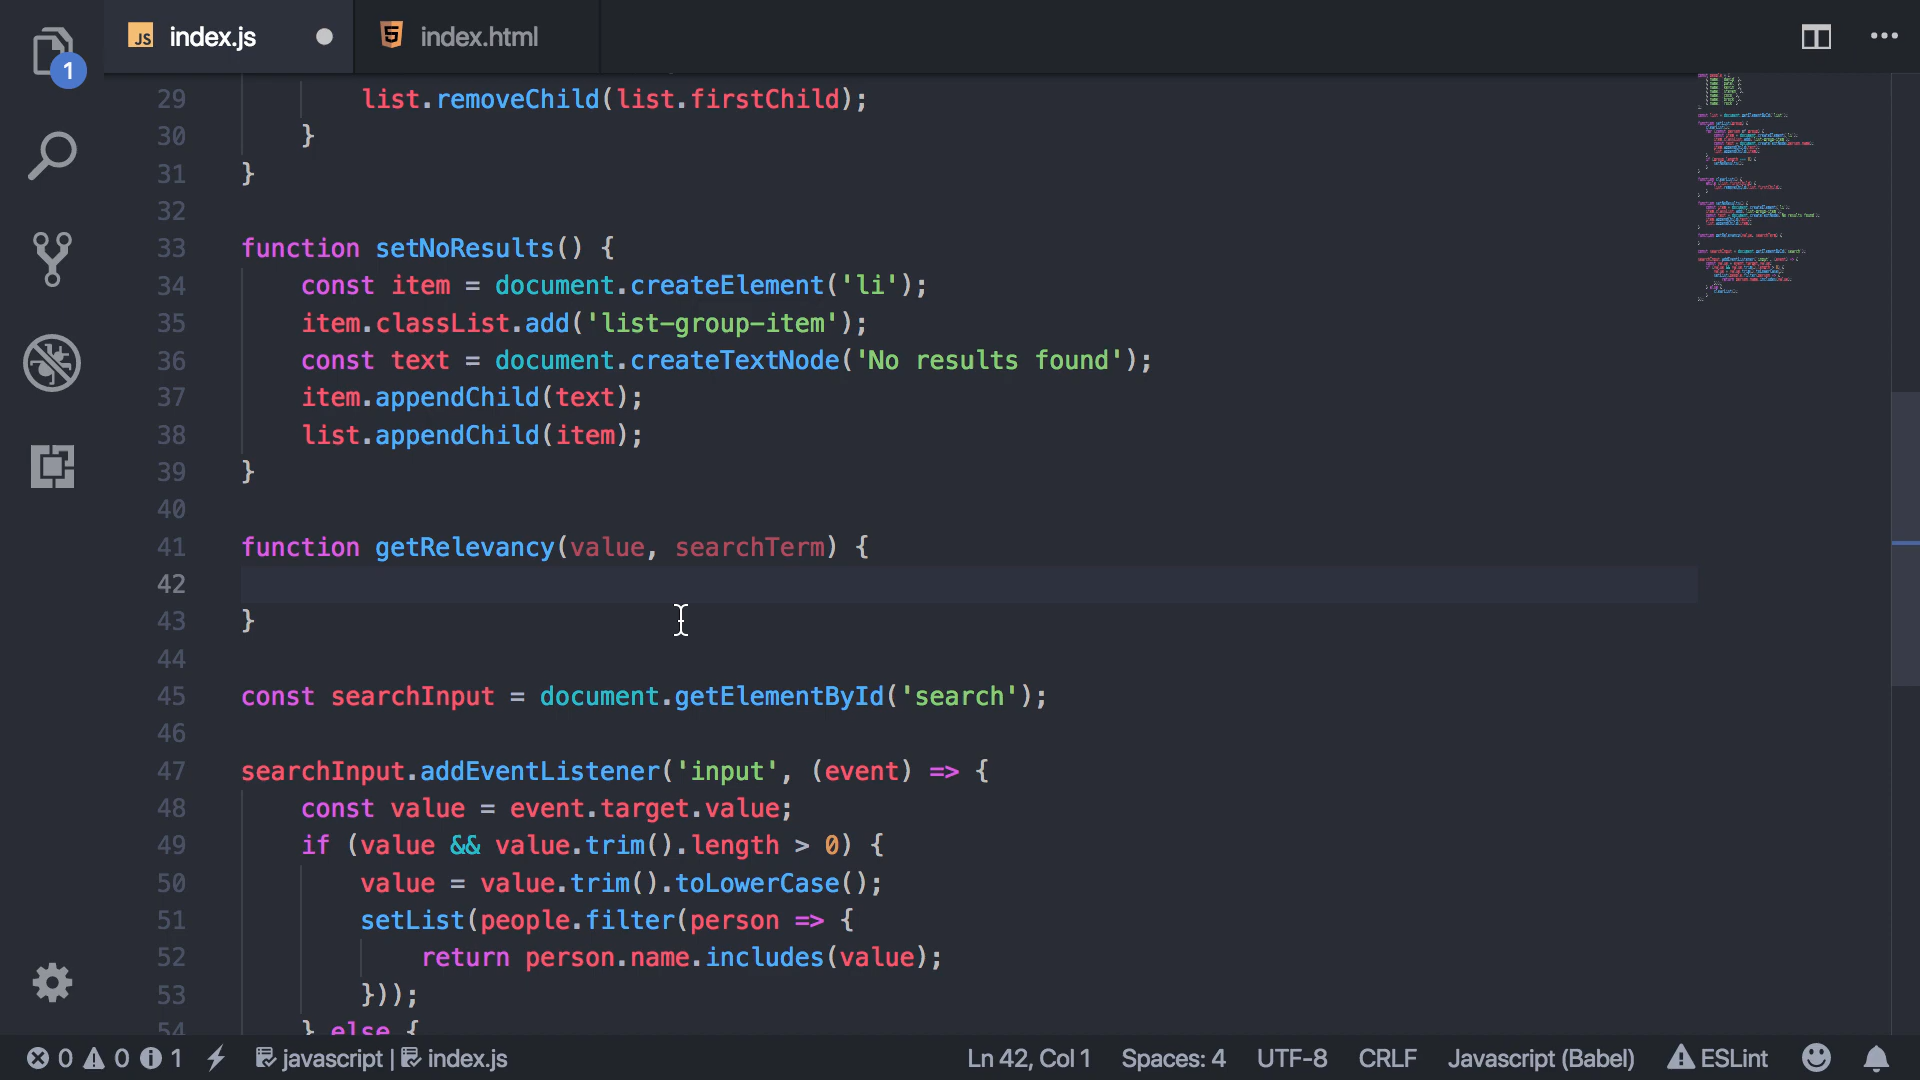 JS index.js
5 index.html
1
29 list.removeChild(list.firstChild);
30 }
31 }
32
33 function setNoResults() {
34 const item = document.createElement('li');
35 item.classList.add('list-group-item');
36 const text = document.createTextNode('No results found');
37 item.appendChild(text);
38 list.appendChild(item);
39 }
40
41 function getRelevancy(value, searchTerm) {
42
43 }
44
45 const searchInput = document.getElementById('search');
46
47 searchInput.addEventListener('input', (event) => {
48 const value = event.target.value;
49 if (value && value.trim().length > 0) {
50 value = value.trim().toLowerCase();
51 setList(people.filter(person => {
52 return person.name.includes(value);
53 }));
54 } else {
0 0 1 javascript | index.js Ln 42, Col 1 Spaces: 4 UTF-8 CRLF Javascript (Babel) ESLint